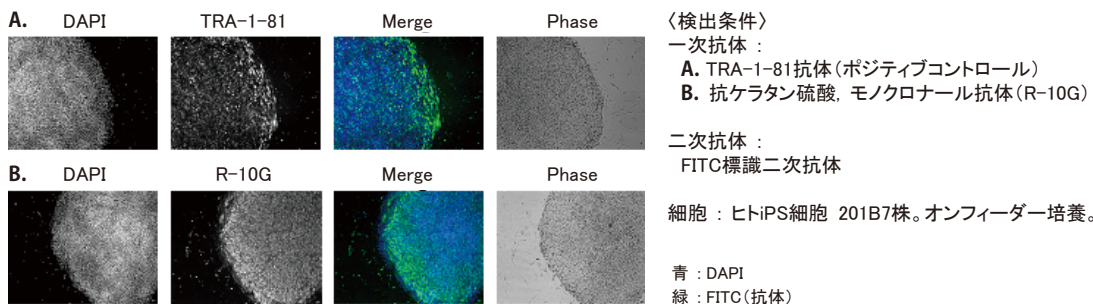 A. DAPI TRA-1-81 Merge Phase
B. DAPI R-10G Merge Phase
〈検出条件〉
一次抗体：
A. TRA-1-81抗体（ポジティブコントロール）
B. 抗ケラタン硫酸，モノクロナール抗体（R-10G）
二次抗体：
FITC標識二次抗体
細胞：ヒトiPS細胞 201B7株。オンフィーダー培養。
青：DAPI
緑：FITC（抗体）